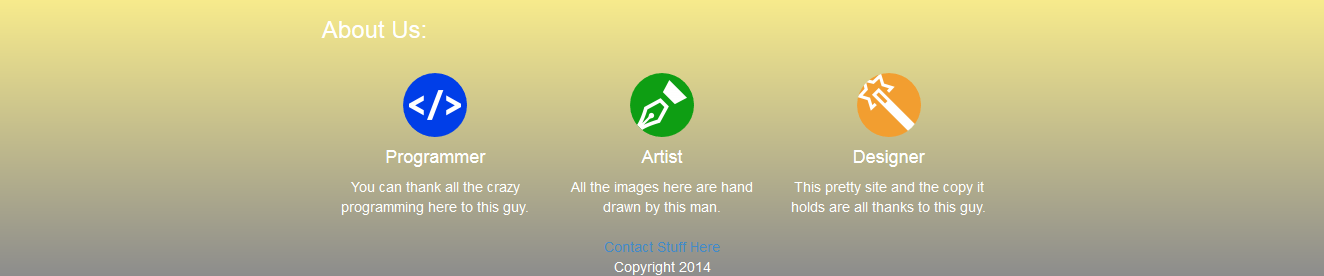 About Us:
</>
Programmer
Artist
Designer
You can thank all the crazy
programming here to this guy.
All the images here are hand
drawn by this man.
This pretty site and the copy it
holds are all thanks to this guy.
Contact Stuff Here
Copyright 2014